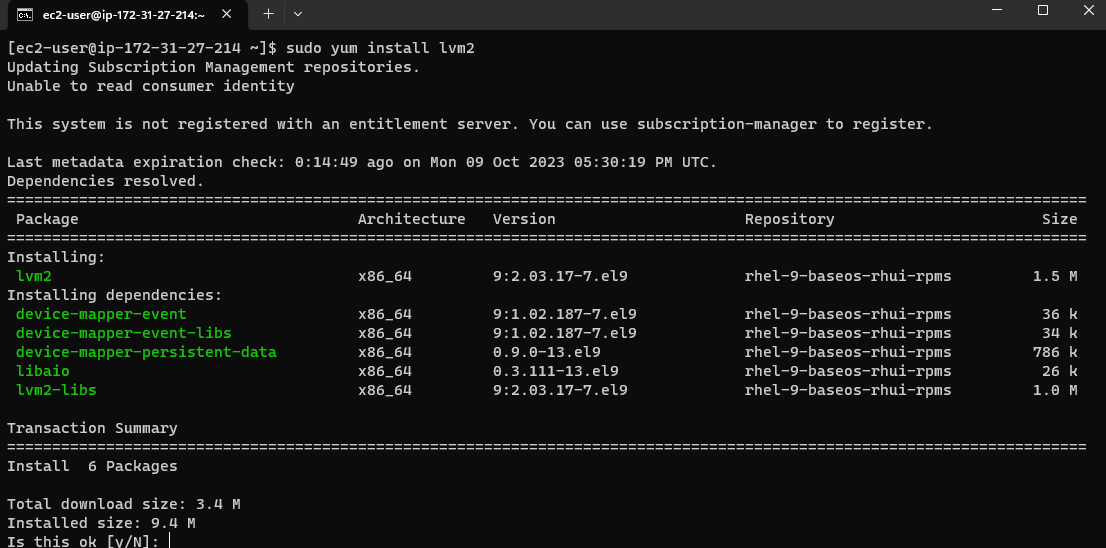 ec2-user@ip-172-31-27-214:~
[ec2-user@ip-172-31-27-214 ~]$ sudo yum install lvm2
Updating Subscription Management repositories.
Unable to read consumer identity
This system is not registered with an entitlement server. You can use subscription-manager to register.
Last metadata expiration check: 0:14:49 ago on Mon 09 Oct 2023 05:30:19 PM UTC.
Dependencies resolved.
================================================================================
Package Architecture Version Repository Size
================================================================================
Installing:
lvm2 x86_64 9:2.03.17-7.el9 rhel-9-baseos-rhui-rpms 1.5 M
Installing dependencies:
device-mapper-event x86_64 9:1.02.187-7.el9 rhel-9-baseos-rhui-rpms 36 k
device-mapper-event-libs x86_64 9:1.02.187-7.el9 rhel-9-baseos-rhui-rpms 34 k
device-mapper-persistent-data x86_64 0.9.0-13.el9 rhel-9-baseos-rhui-rpms 786 k
libaio x86_64 0.3.111-13.el9 rhel-9-baseos-rhui-rpms 26 k
lvm2-libs x86_64 9:2.03.17-7.el9 rhel-9-baseos-rhui-rpms 1.0 M
Transaction Summary
================================================================================
Install 6 Packages
Total download size: 3.4 M
Installed size: 9.4 M
Is this ok [y/N]: